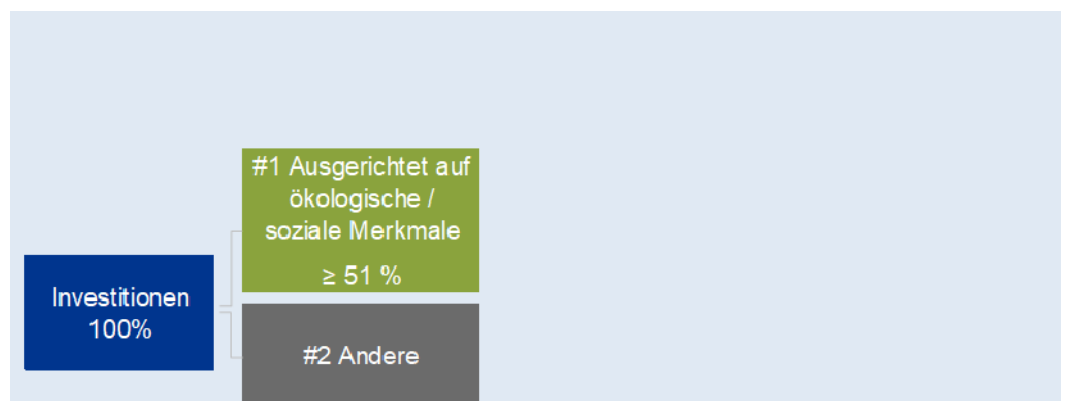 #1 Ausgerichtet auf
ökologische /
soziale Merkmale
≥ 51 %
Investitionen
100%
#2 Andere